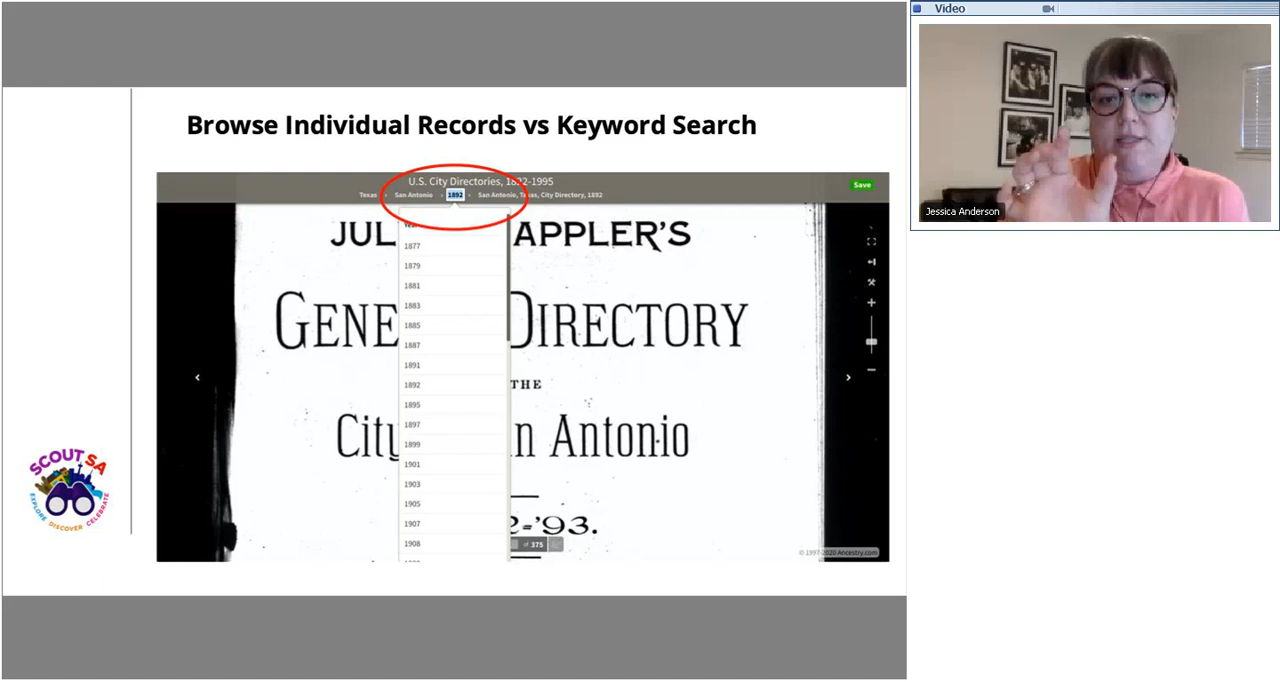 Video
Jessica Anderson
Browse Individual Records vs Keyword Search
U.S. City Directories, 1822-1995
Texas › San Antonio › 1892 › San Antonio, Texas, City Directory, 1892
Save
JUL APPLER'S
1877
1879
1881
GENE DIRECTORY
1883
1885
1887
1891
THE
1892
1895
City n Antonio
1897
1899
1901
1903
1905
2-'93.
1907
1908
of 375
© 1997-2020 Ancestry.com
SCOUT SA
EXPLORE DISCOVER CELEBRATE